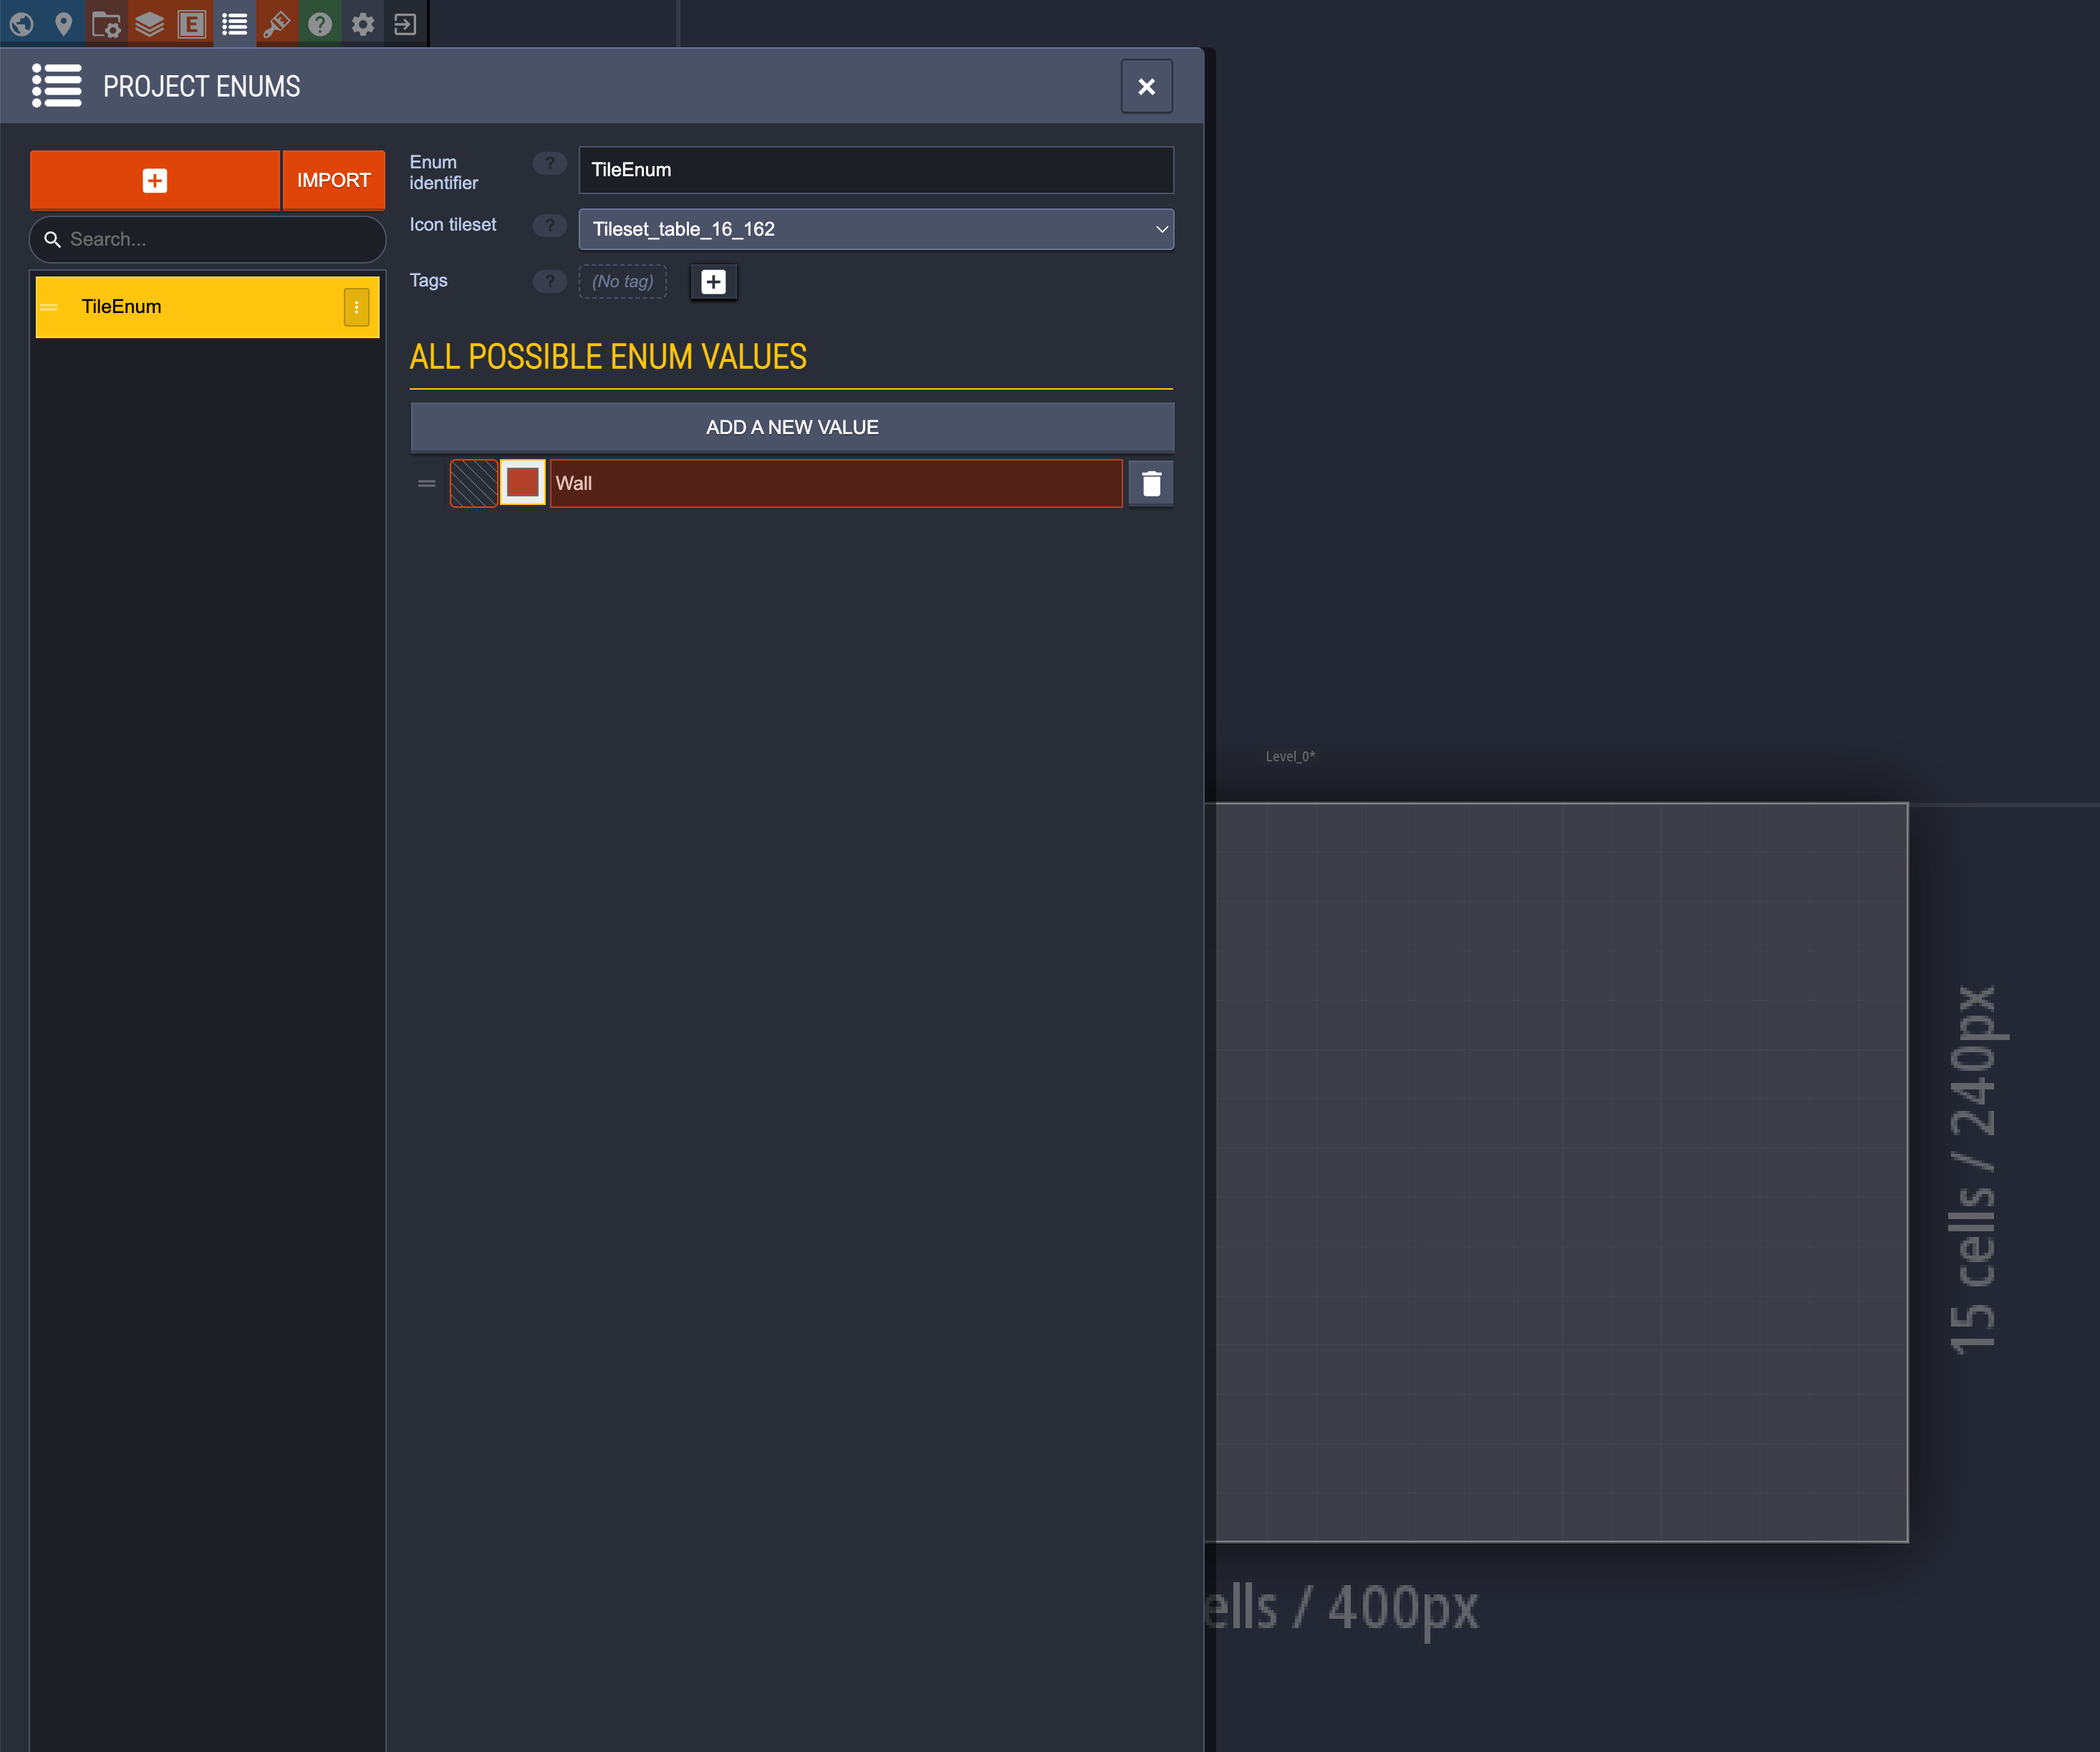 PROJECT ENUMS
IMPORT
Search...
TileEnum
Enum
identifier
?
TileEnum
Icon tileset
?
Tileset_table_16_162
Tags
?
(No tag)
ALL POSSIBLE ENUM VALUES
ADD A NEW VALUE
Wall
Level_0*
15 cells / 240px
ells / 400px